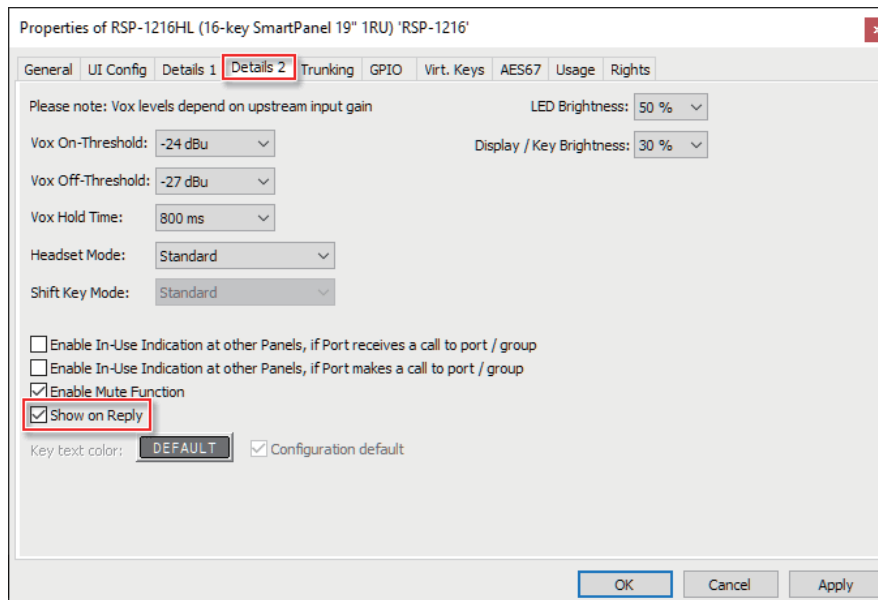 Properties of RSP-1216HL (16-key SmartPanel 19" 1RU) 'RSP-1216'
General UI Config Details 1 Details 2 Trunking GPIO Virt. Keys AES67 Usage Rights
Please note: Vox levels depend on upstream input gain
LED Brightness: 50 %
Vox On-Threshold: -24 dBu
Display / Key Brightness: 30 %
Vox Off-Threshold: -27 dBu
Vox Hold Time: 800 ms
Headset Mode: Standard
Shift Key Mode: Standard
Enable In-Use Indication at other Panels, if Port receives a call to port / group
Enable In-Use Indication at other Panels, if Port makes a call to port / group
Enable Mute Function
Show on Reply
Key text color: DEFAULT Configuration default
OK Cancel Apply